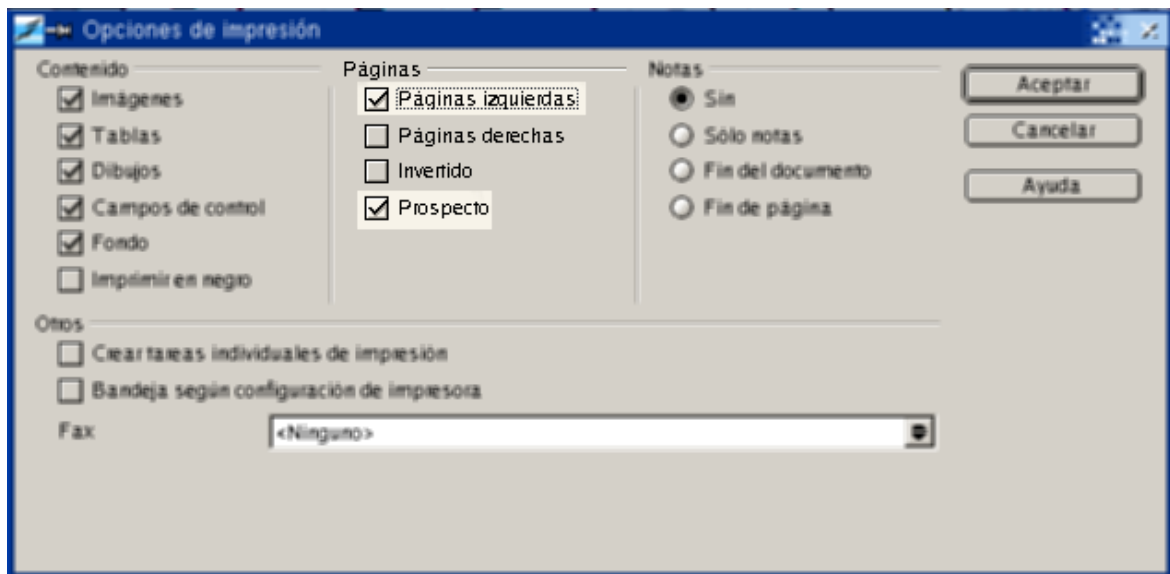 Opciones de impresión
Contenido
Imágenes
Tablas
Dibujos
Campos de control
Fondo
Imprimir en negro
Páginas
Páginas izquierdas
Páginas derechas
Invertido
Prospecto
Notas
Sin
Sólo notas
Fin del documento
Fin de página
Aceptar
Cancelar
Ayuda
Otros
Crear tareas individuales de impresión
Bandeja según configuración de impresora
Fax <Ninguno>